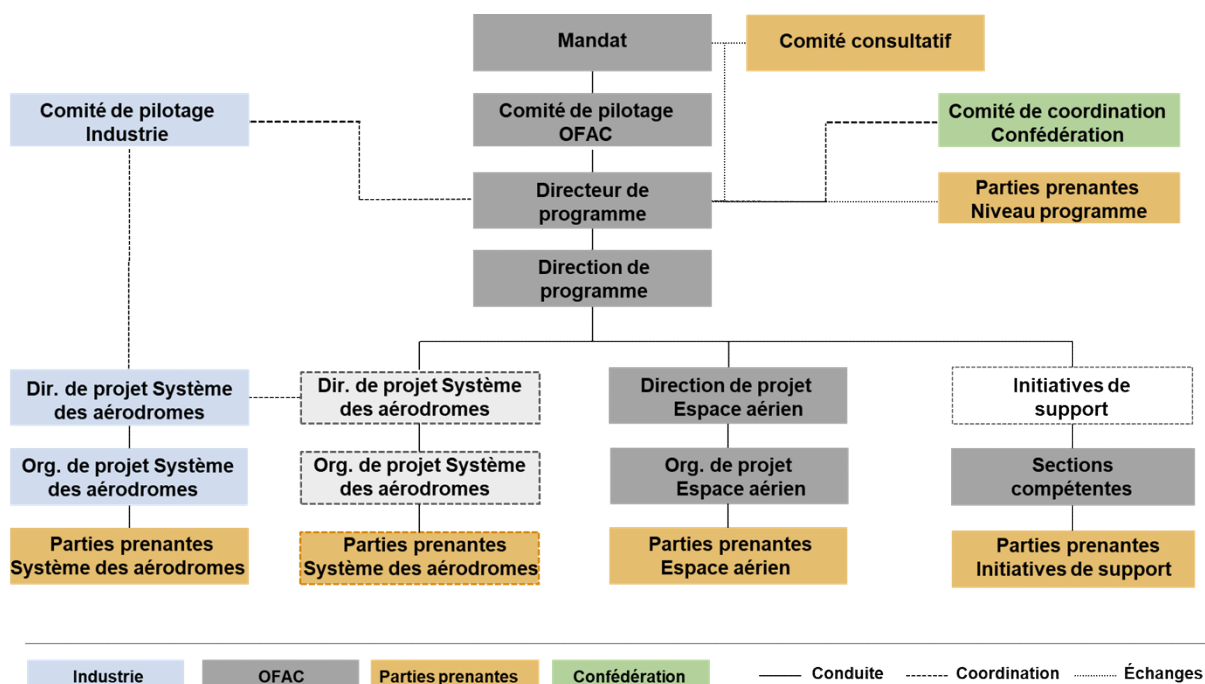 Mandat
Comité consultatif
Comité de pilotage
Industrie
Comité de pilotage
OFAC
Comité de coordination
Confédération
Directeur de
programme
Parties prenantes
Niveau programme
Direction de
programme
Dir. de projet Système
des aérodromes
Dir. de projet Système
des aérodromes
Direction de projet
Espace aérien
Initiatives de
support
Org. de projet Système
des aérodromes
Org. de projet Système
des aérodromes
Org. de projet
Espace aérien
Sections
compétentes
Parties prenantes
Système des aérodromes
Parties prenantes
Système des aérodromes
Parties prenantes
Espace aérien
Parties prenantes
Initiatives de support
Industrie
OFAC
Parties prenantes
Confédération
Conduite
Coordination
Échanges